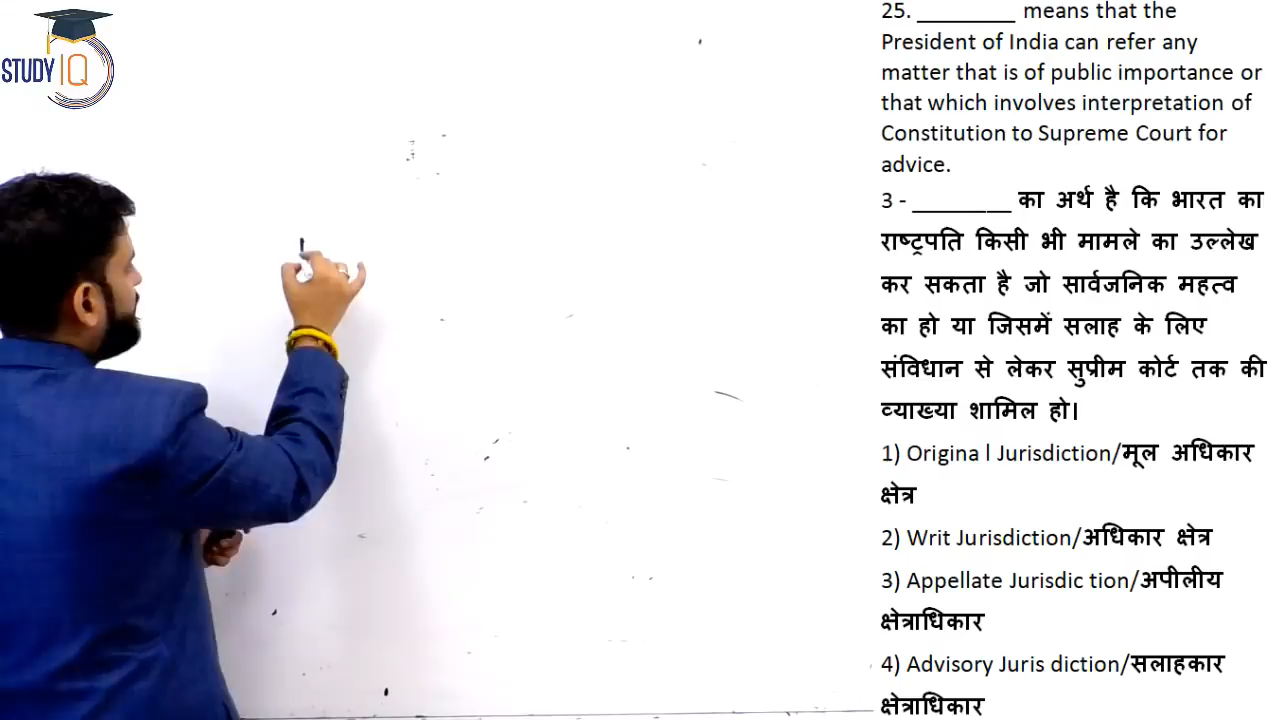 STUDY IQ
25. ________ means that the
President of India can refer any
matter that is of public importance or
that which involves interpretation of
Constitution to Supreme Court for
advice.
3 - ________ का अर्थ है कि भारत का
राष्ट्रपति किसी भी मामले का उल्लेख
कर सकता है जो सार्वजनिक महत्व
का हो या जिसमें सलाह के लिए
संविधान से लेकर सुप्रीम कोर्ट तक की
व्याख्या शामिल हो।
1) Origina l Jurisdiction/मूल अधिकार
क्षेत्र
2) Writ Jurisdiction/अधिकार क्षेत्र
3) Appellate Jurisdic tion/अपीलीय
क्षेत्राधिकार
4) Advisory Juris diction/सलाहकार
क्षेत्राधिकार